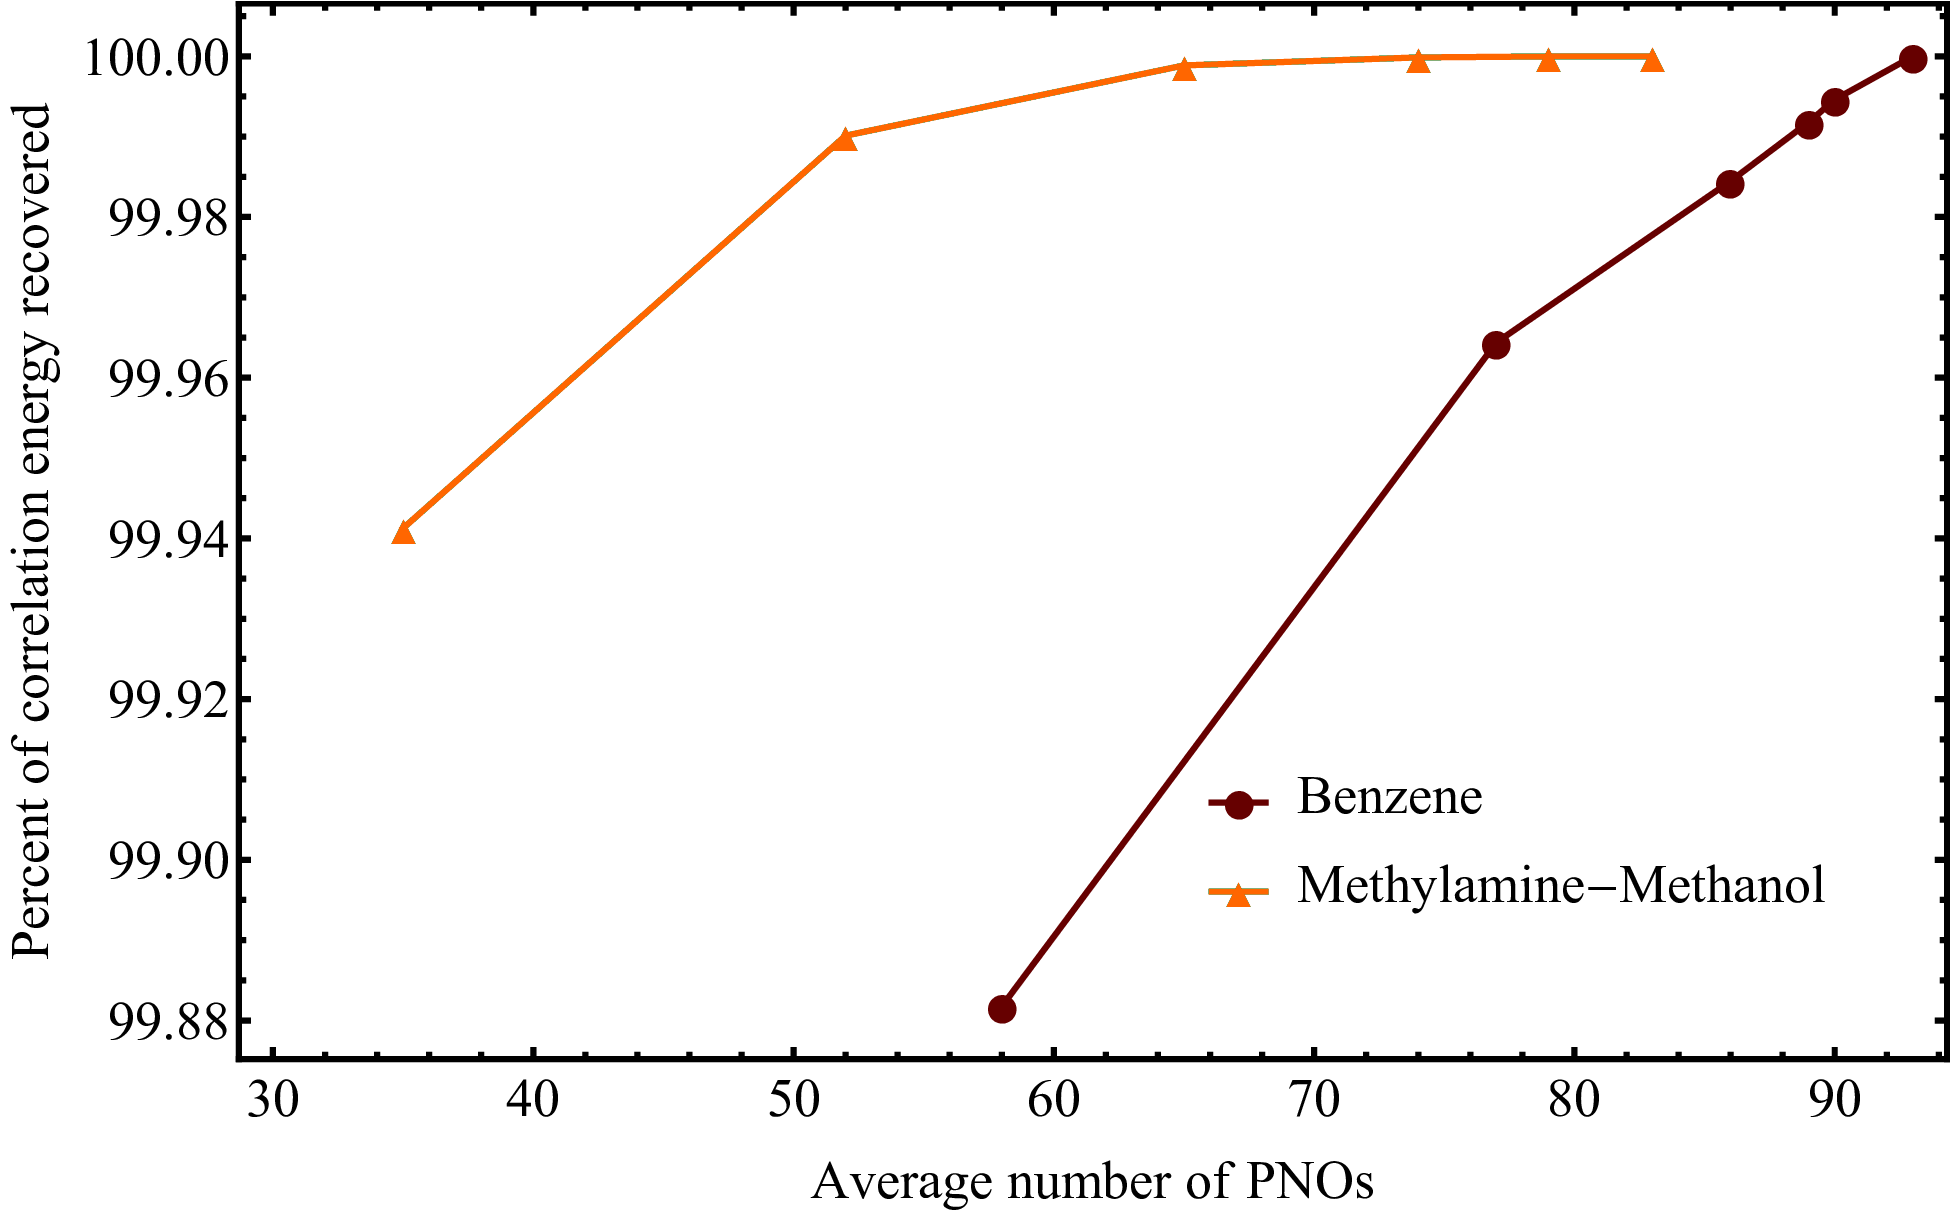 Percent of correlation energy recovered
100.00
99.98
99.96
99.94
99.92
99.90
99.88
Benzene
Methylamine−Methanol
30 40 50 60 70 80 90
Average number of PNOs